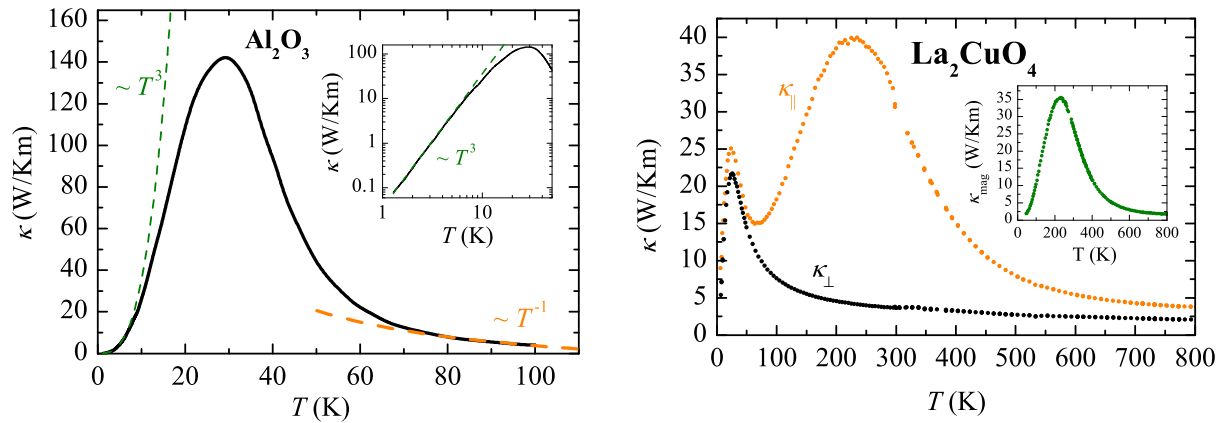 Al₂O₃
160
140
120
100
80
60
40
20
0
κ (W/Km)
0 20 40 60 80 100
T (K)
~ T³
~ T⁻¹
100
10
1
0.1
κ (W/Km)
1 10
T (K)
~ T³
La₂CuO₄
40
35
30
25
20
15
10
5
0
κ (W/Km)
0 100 200 300 400 500 600 700 800
T (K)
κ∥
κ⊥
35
30
25
20
15
10
5
0
κmag (W/Km)
0 200 400 600 800
T (K)